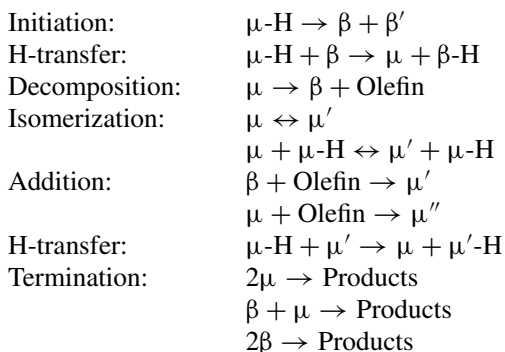 Initiation: μ-H → β + β′
H-transfer: μ-H + β → μ + β-H
Decomposition: μ → β + Olefin
Isomerization: μ ↔ μ′
μ + μ-H ↔ μ′ + μ-H
Addition: β + Olefin → μ′
μ + Olefin → μ″
H-transfer: μ-H + μ′ → μ + μ′-H
Termination: 2μ → Products
β + μ → Products
2β → Products